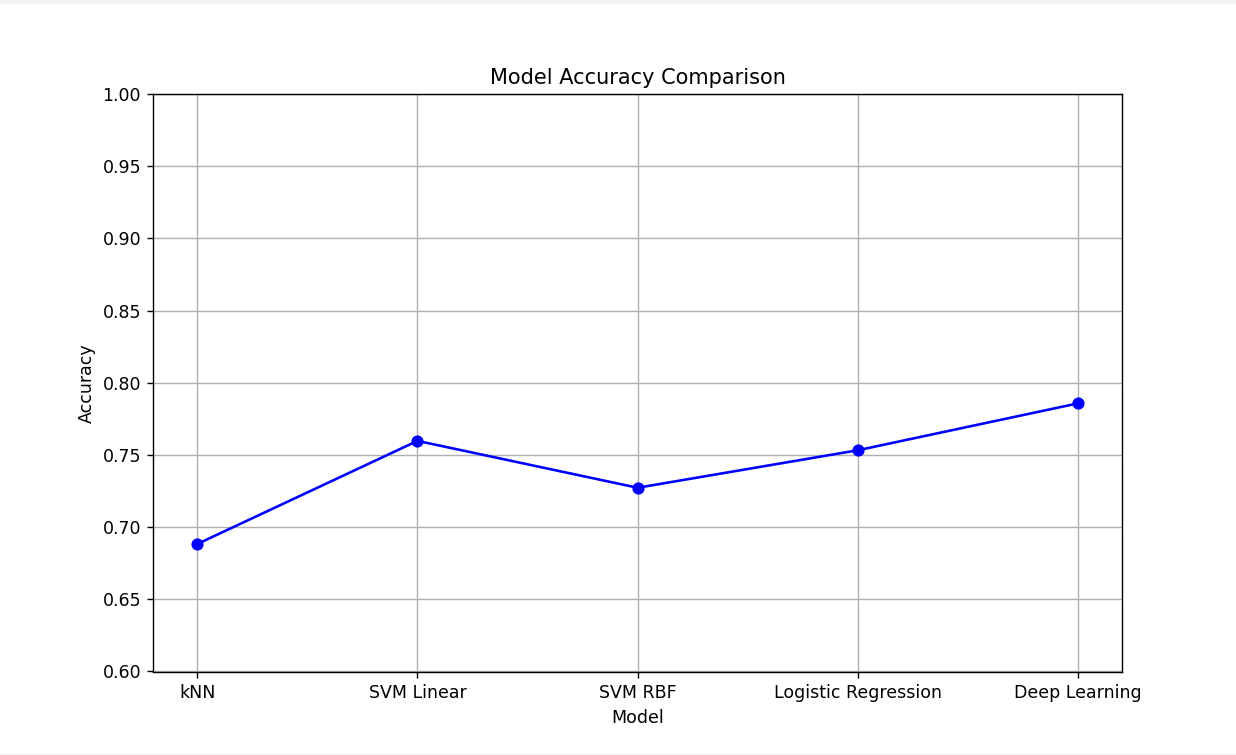 Model Accuracy Comparison
1.00
0.95
0.90
0.85
0.80
0.75
0.70
0.65
0.60
Accuracy
kNN SVM Linear SVM RBF Logistic Regression Deep Learning
Model